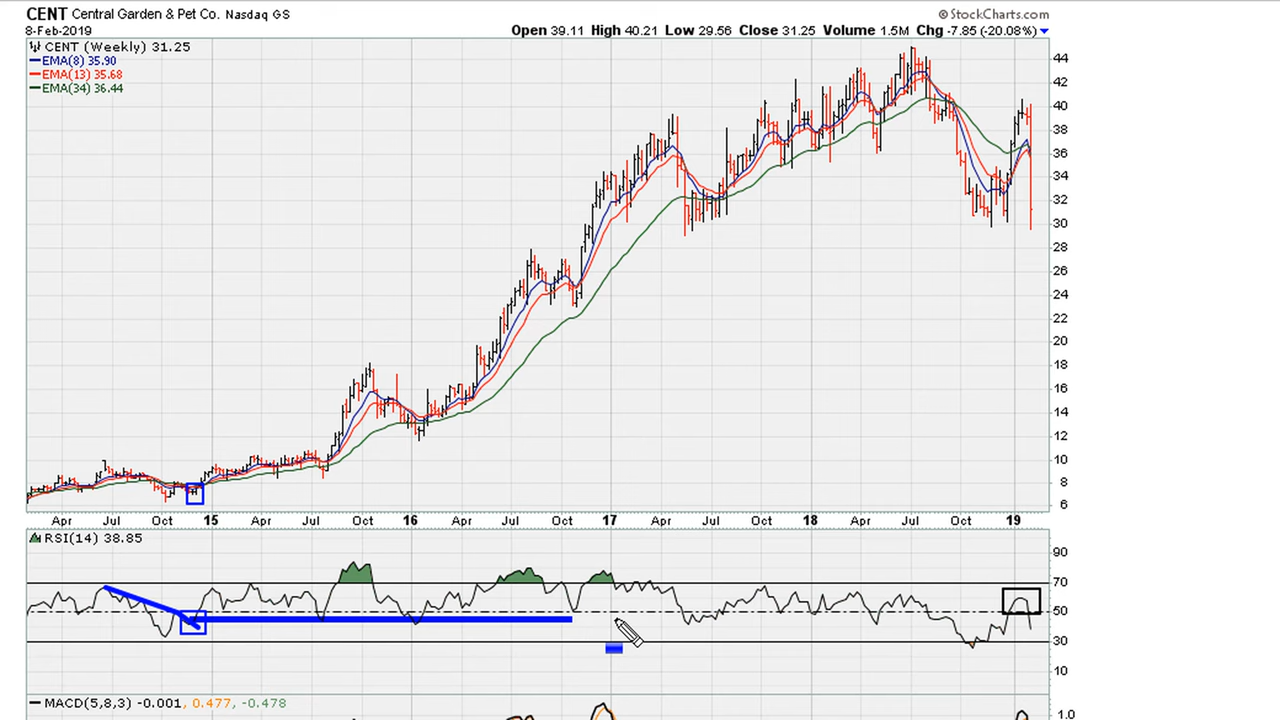 CENT Central Garden & Pet Co. Nasdaq GS
© StockCharts.com
8-Feb-2019
Open 39.11 High 40.21 Low 29.56 Close 31.25 Volume 1.5M Chg -7.85 (-20.08%)
CENT (Weekly) 31.25
EMA(8) 35.90
EMA(13) 35.68
EMA(34) 36.44
44
42
40
38
36
34
32
30
28
26
24
22
20
18
16
14
12
10
8
6
Apr Jul Oct 15 Apr Jul Oct 16 Apr Jul Oct 17 Apr Jul Oct 18 Apr Jul Oct 19
RSI(14) 38.85
90
70
50
30
10
MACD(5,8,3) -0.001, 0.477, -0.478
1.0